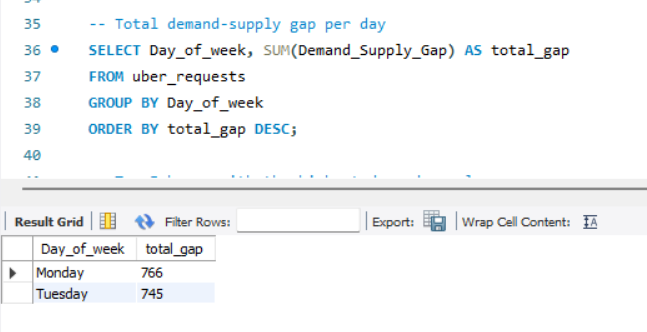 35 -- Total demand-supply gap per day
36 SELECT Day_of_week, SUM(Demand_Supply_Gap) AS total_gap
37 FROM uber_requests
38 GROUP BY Day_of_week
39 ORDER BY total_gap DESC;
40
Result Grid Filter Rows: Export: Wrap Cell Content: IA
Day_of_week total_gap
Monday 766
Tuesday 745